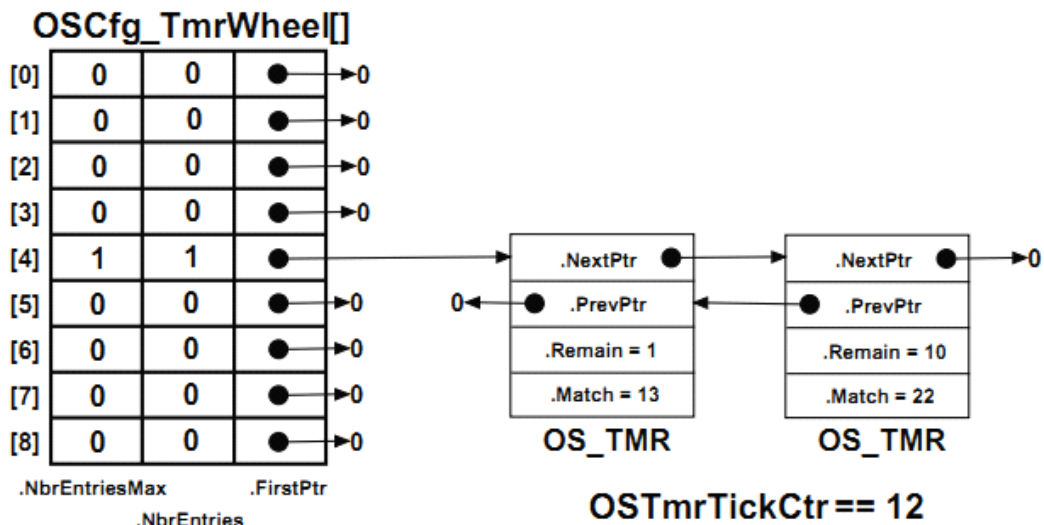 OSCfg_TmrWheel[]
[0] 0 0 0
[1] 0 0 0
[2] 0 0 0
[3] 0 0 0
[4] 1 1 .NextPtr .NextPtr 0
[5] 0 0 0 0 .PrevPtr .PrevPtr
[6] 0 0 0 .Remain = 1 .Remain = 10
[7] 0 0 0 .Match = 13 .Match = 22
[8] 0 0 0 OS_TMR OS_TMR
.NbrEntriesMax .FirstPtr
.NbrEntries
OSTmrTickCtr == 12